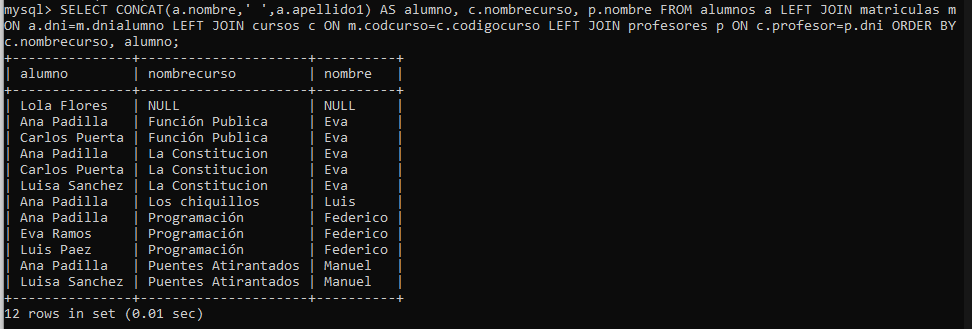 mysql> SELECT CONCAT(a.nombre,' ',a.apellido1) AS alumno, c.nombrecurso, p.nombre FROM alumnos a LEFT JOIN matriculas m
ON a.dni=m.dnialumno LEFT JOIN cursos c ON m.codcurso=c.codigocurso LEFT JOIN profesores p ON c.profesor=p.dni ORDER BY
c.nombrecurso, alumno;
+---------------+---------------------+----------+
| alumno        | nombrecurso         | nombre   |
+---------------+---------------------+----------+
| Lola Flores   | NULL                | NULL     |
| Ana Padilla   | Función Publica     | Eva      |
| Carlos Puerta | Función Publica     | Eva      |
| Ana Padilla   | La Constitucion     | Eva      |
| Carlos Puerta | La Constitucion     | Eva      |
| Luisa Sanchez | La Constitucion     | Eva      |
| Ana Padilla   | Los chiquillos      | Luis     |
| Ana Padilla   | Programación        | Federico |
| Eva Ramos     | Programación        | Federico |
| Luis Paez     | Programación        | Federico |
| Ana Padilla   | Puentes Atirantados | Manuel   |
| Luisa Sanchez | Puentes Atirantados | Manuel   |
+---------------+---------------------+----------+
12 rows in set (0.01 sec)